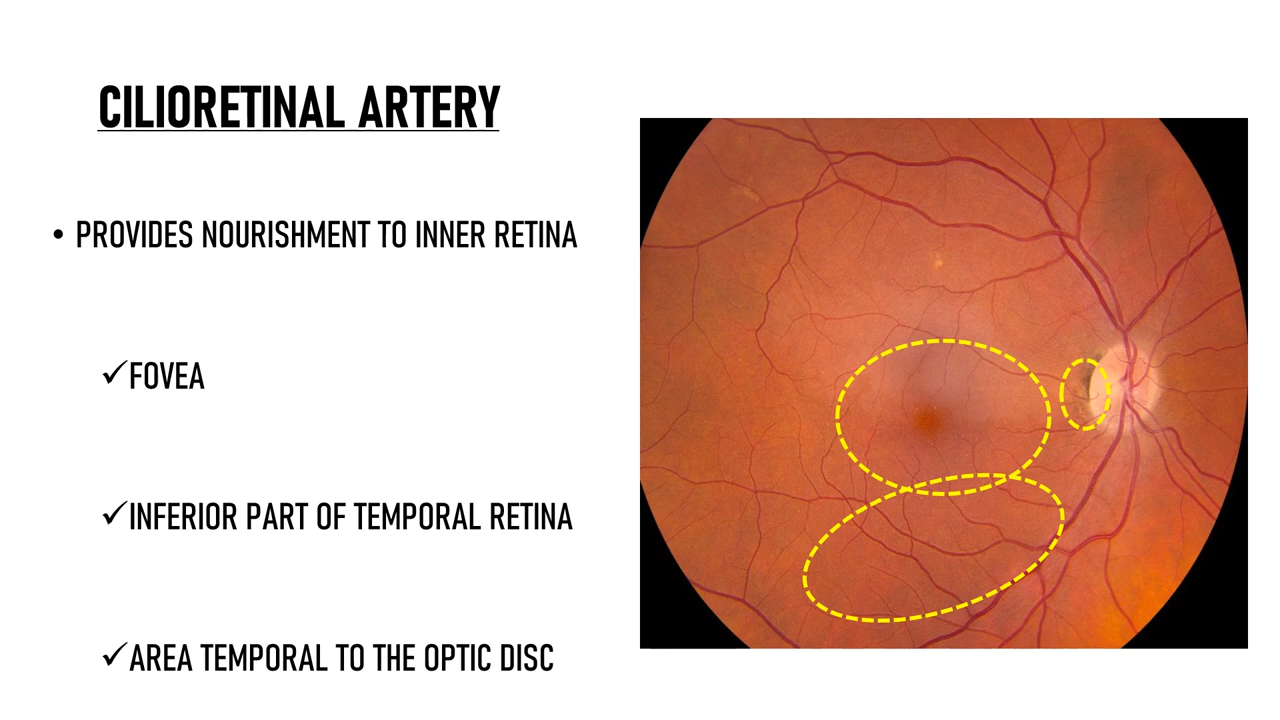 CILIORETINAL ARTERY
• PROVIDES NOURISHMENT TO INNER RETINA
✓FOVEA
✓INFERIOR PART OF TEMPORAL RETINA
✓AREA TEMPORAL TO THE OPTIC DISC